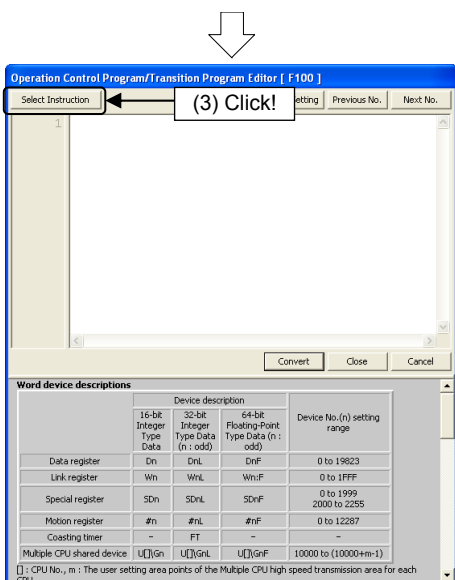 Operation Control Program/Transition Program Editor [ F100 ]
Select Instruction
(3) Click!
etting
Previous No.
Next No.
1
Convert
Close
Cancel
Word device descriptions
Device description
Device No.(n) setting range
16-bit Integer Type Data
32-bit Integer Type Data (n : odd)
64-bit Floating-Point Type Data (n : odd)
Data register Dn DnL DnF 0 to 19823
Link register Wn WnL Wn:F 0 to 1FFF
Special register SDn SDnL SDnF 0 to 1999 2000 to 2255
Motion register #n #nL #nF 0 to 12287
Coasting timer - FT - -
Multiple CPU shared device U[]\Gn U[]\GnL U[]\GnF 10000 to (10000+m-1)
[] : CPU No., m : The user setting area points of the Multiple CPU high speed transmission area for each
CPU